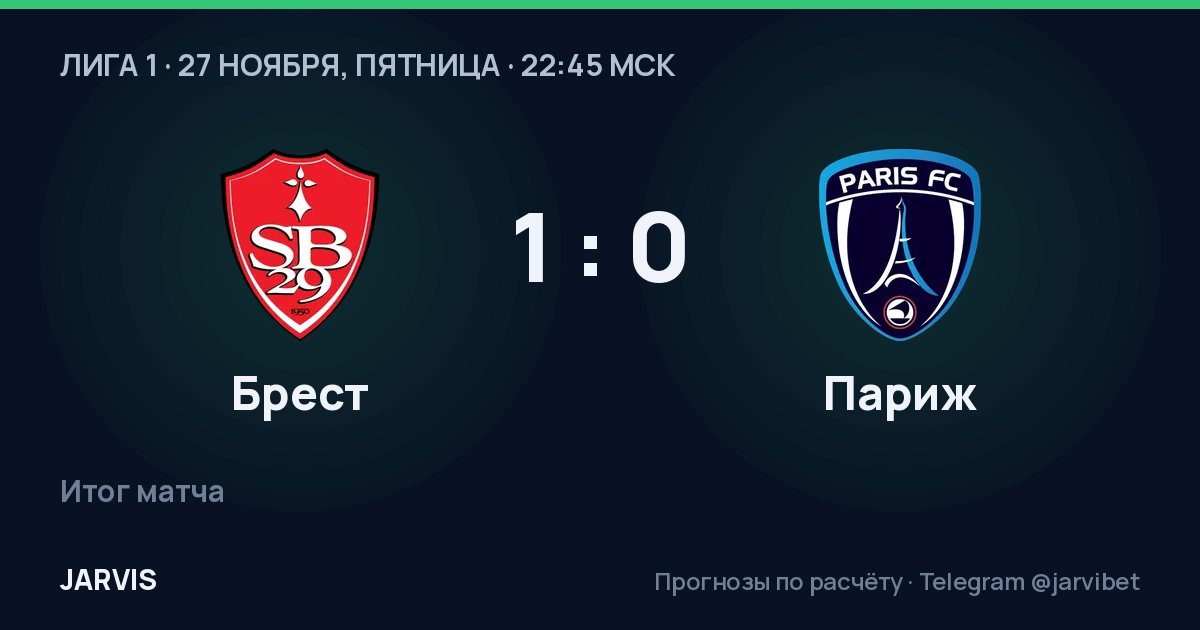 ЛИГА 1 · 27 НОЯБРЯ, ПЯТНИЦА · 22:45 МСК
SB
29
1950
PARIS FC
1 : 0
Брест
Париж
Итог матча
JARVIS
Прогнозы по расчёту · Telegram @jarvibet